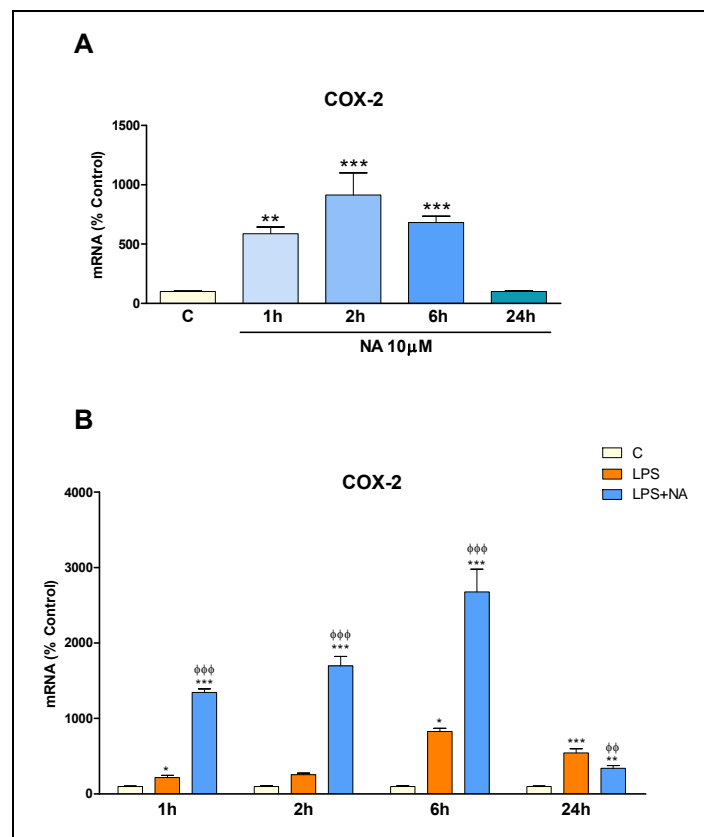 A
COX-2
mRNA (% Control)
1500
1000
500
0
**
***
***
C 1h 2h 6h 24h
NA 10μM
B
C
LPS
LPS+NA
COX-2
mRNA (% Control)
4000
3000
2000
1000
0
*
ϕϕϕ
***
ϕϕϕ
***
*
ϕϕϕ
***
***
ϕϕ
**
1h 2h 6h 24h